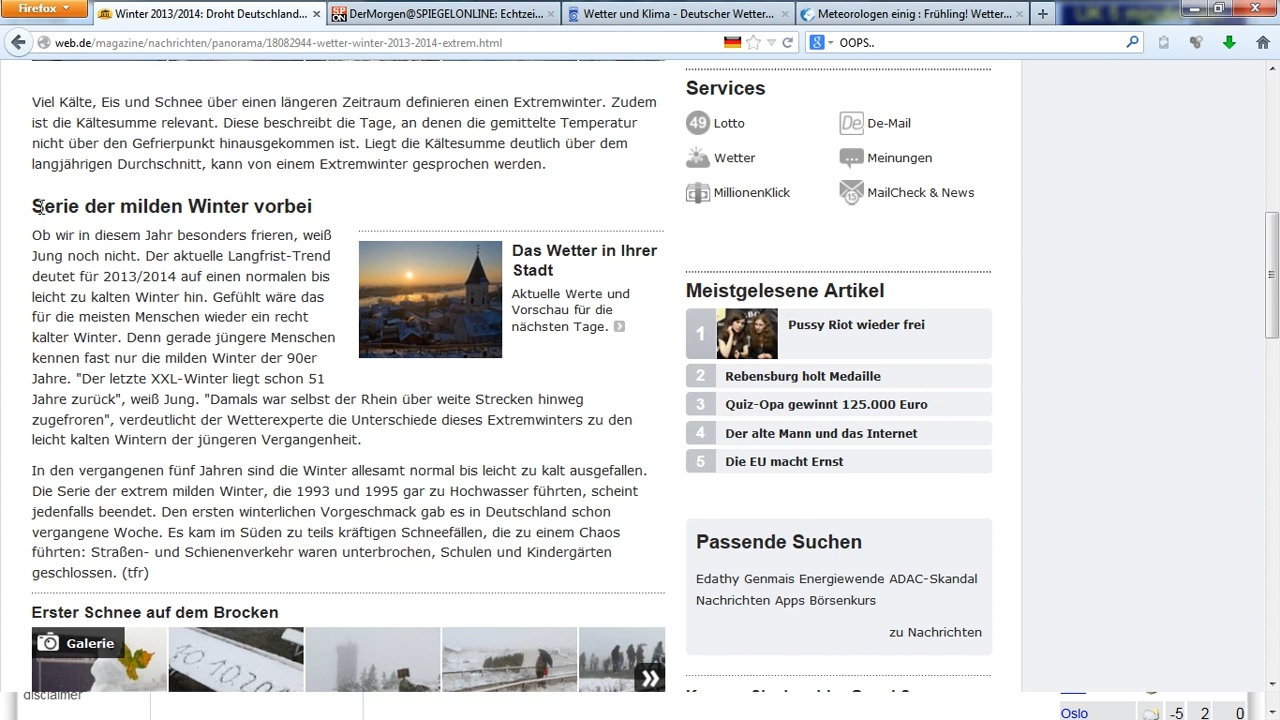 Firefox
Winter 2013/2014: Droht Deutschland...
DerMorgen@SPIEGELONLINE: Echtzei...
Wetter und Klima - Deutscher Wetter...
Meteorologen einig : Frühling! Wetter...
web.de/magazine/nachrichten/panorama/18082944-wetter-winter-2013-2014-extrem.html
OOPS..
Viel Kälte, Eis und Schnee über einen längeren Zeitraum definieren einen Extremwinter. Zudem
ist die Kältesumme relevant. Diese beschreibt die Tage, an denen die gemittelte Temperatur
nicht über den Gefrierpunkt hinausgekommen ist. Liegt die Kältesumme deutlich über dem
langjährigen Durchschnitt, kann von einem Extremwinter gesprochen werden.
Serie der milden Winter vorbei
Ob wir in diesem Jahr besonders frieren, weiß
Jung noch nicht. Der aktuelle Langfrist-Trend
deutet für 2013/2014 auf einen normalen bis
leicht zu kalten Winter hin. Gefühlt wäre das
für die meisten Menschen wieder ein recht
kalter Winter. Denn gerade jüngere Menschen
kennen fast nur die milden Winter der 90er
Jahre. "Der letzte XXL-Winter liegt schon 51
Jahre zurück", weiß Jung. "Damals war selbst der Rhein über weite Strecken hinweg
zugefroren", verdeutlicht der Wetterexperte die Unterschiede dieses Extremwinters zu den
leicht kalten Wintern der jüngeren Vergangenheit.
Das Wetter in Ihrer
Stadt
Aktuelle Werte und
Vorschau für die
nächsten Tage.
In den vergangenen fünf Jahren sind die Winter allesamt normal bis leicht zu kalt ausgefallen.
Die Serie der extrem milden Winter, die 1993 und 1995 gar zu Hochwasser führten, scheint
jedenfalls beendet. Den ersten winterlichen Vorgeschmack gab es in Deutschland schon
vergangene Woche. Es kam im Süden zu teils kräftigen Schneefällen, die zu einem Chaos
führten: Straßen- und Schienenverkehr waren unterbrochen, Schulen und Kindergärten
geschlossen. (tfr)
Erster Schnee auf dem Brocken
Galerie
10.10.20
Services
49 Lotto
De De-Mail
Wetter
Meinungen
MillionenKlick
15 MailCheck & News
Meistgelesene Artikel
1 Pussy Riot wieder frei
2 Rebensburg holt Medaille
3 Quiz-Opa gewinnt 125.000 Euro
4 Der alte Mann und das Internet
5 Die EU macht Ernst
Passende Suchen
Edathy Genmais Energiewende ADAC-Skandal
Nachrichten Apps Börsenkurs
zu Nachrichten
disclaimer
Oslo -5 2 0